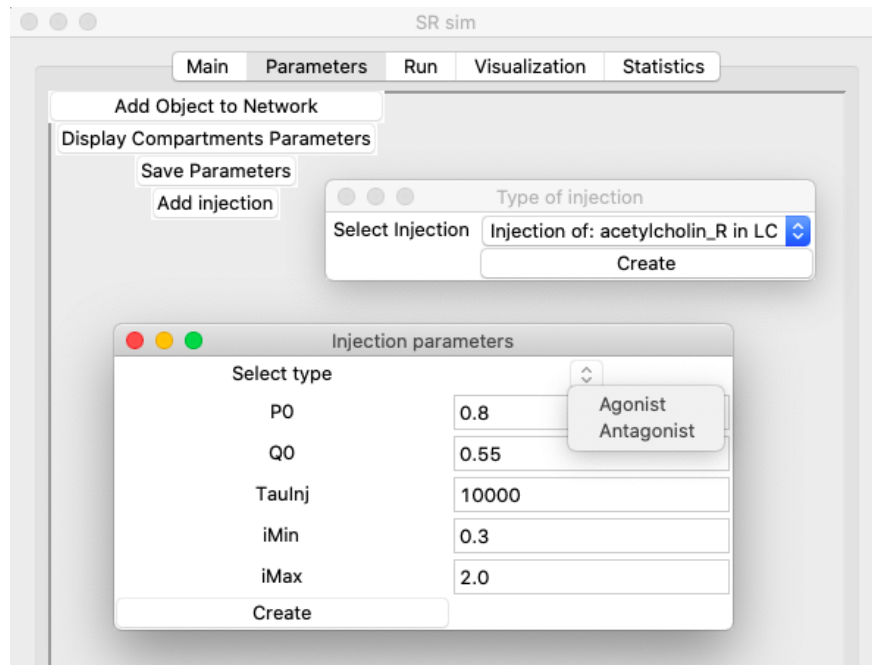 SR sim
Main Parameters Run Visualization Statistics
Add Object to Network
Display Compartments Parameters
Save Parameters
Add injection
Type of injection
Select Injection Injection of: acetylcholin_R in LC
Create
Injection parameters
Select type
Agonist
Antagonist
P0 0.8
Q0 0.55
TauInj 10000
iMin 0.3
iMax 2.0
Create